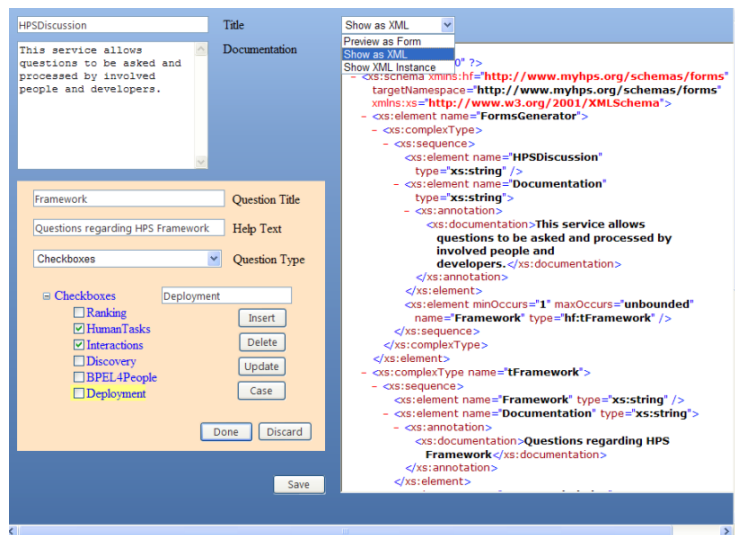 HPSDiscussion
Title
This service allows
questions to be asked and
processed by involved
people and developers.
Documentation
Framework
Question Title
Questions regarding HPS Framework
Help Text
Checkboxes
Question Type
Checkboxes
Deployment
Ranking
HumanTasks
Interactions
Discovery
BPEL4People
Deployment
Insert
Delete
Update
Case
Done
Discard
Save
Show as XML
Preview as Form
Show as XML
Show XML Instance
0" ?>
- <xs:schema xmlns:hf="http://www.myhps.org/schemas/forms"
targetNamespace="http://www.myhps.org/schemas/forms"
xmlns:xs="http://www.w3.org/2001/XMLSchema">
- <xs:element name="FormsGenerator">
- <xs:complexType>
- <xs:sequence>
<xs:element name="HPSDiscussion"
type="xs:string" />
- <xs:element name="Documentation"
type="xs:string">
- <xs:annotation>
<xs:documentation>This service allows
questions to be asked and processed by
involved people and
developers.</xs:documentation>
</xs:annotation>
</xs:element>
<xs:element minOccurs="1" maxOccurs="unbounded"
name="Framework" type="hf:tFramework" />
</xs:sequence>
</xs:complexType>
</xs:element>
- <xs:complexType name="tFramework">
- <xs:sequence>
<xs:element name="Framework" type="xs:string" />
- <xs:element name="Documentation" type="xs:string">
- <xs:annotation>
<xs:documentation>Questions regarding HPS
Framework</xs:documentation>
</xs:annotation>
</xs:element>